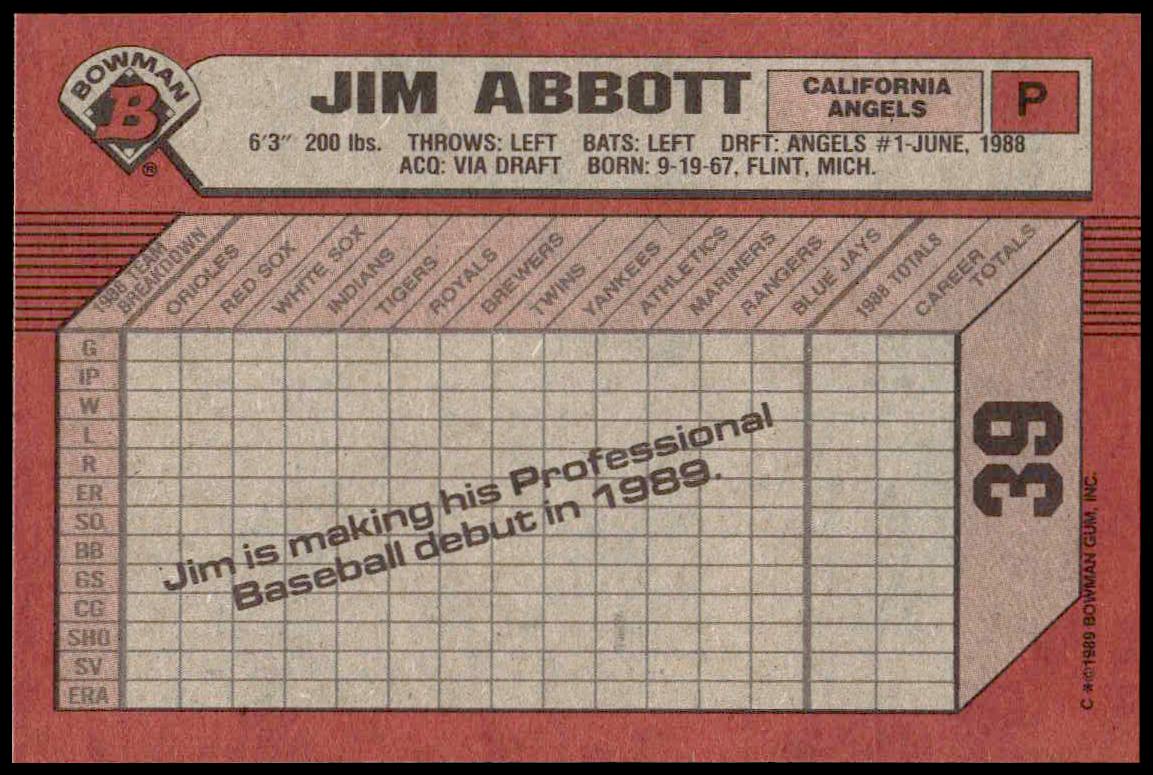 BOWMAN
B
®
JIM ABBOTT
CALIFORNIA
ANGELS
P
6'3" 200 lbs. THROWS: LEFT BATS: LEFT DRFT: ANGELS #1-JUNE, 1988
ACQ: VIA DRAFT BORN: 9-19-67, FLINT, MICH.
1988 TEAM
BREAKDOWN
ORIOLES
RED SOX
WHITE SOX
INDIANS
TIGERS
ROYALS
BREWERS
TWINS
YANKEES
ATHLETICS
MARINERS
RANGERS
BLUE JAYS
1988 TOTALS
CAREER
TOTALS
G
IP
W
L
R
ER
SO
BB
GS
CG
SHO
SV
ERA
Jim is making his Professional
Baseball debut in 1989.
39
C *©1989 BOWMAN GUM, INC.